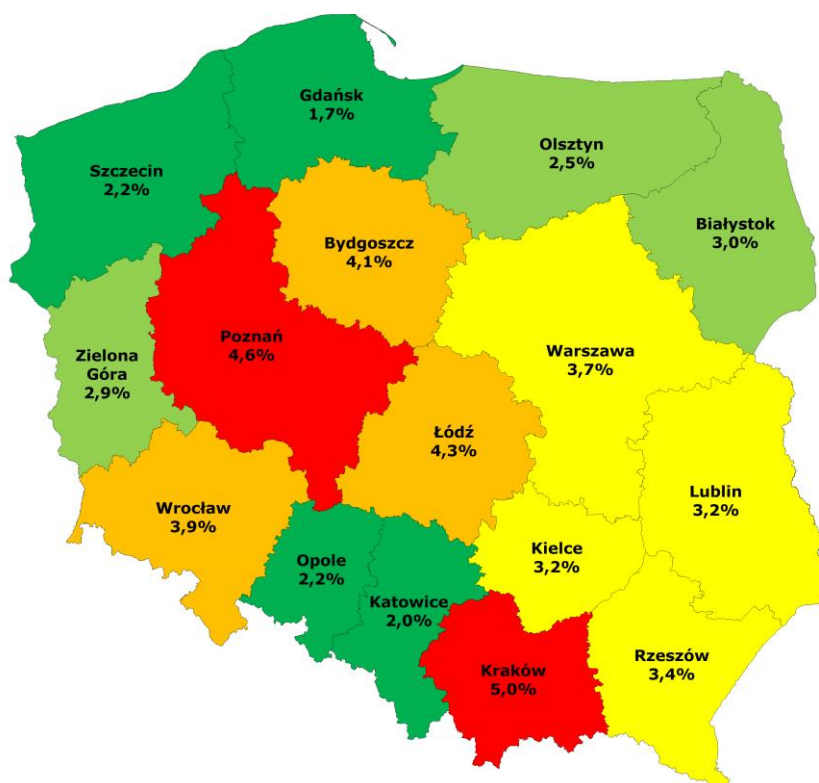 Gdańsk
1,7%
Szczecin
2,2%
Olsztyn
2,5%
Białystok
3,0%
Bydgoszcz
4,1%
Poznań
4,6%
Warszawa
3,7%
Zielona
Góra
2,9%
Łódź
4,3%
Lublin
3,2%
Wrocław
3,9%
Kielce
3,2%
Opole
2,2%
Katowice
2,0%
Rzeszów
3,4%
Kraków
5,0%